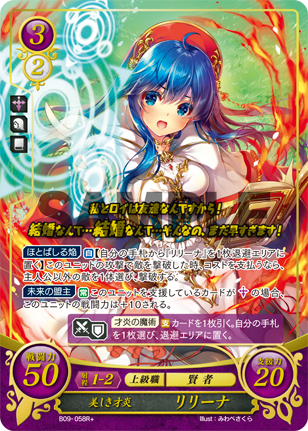 3
2
SAMPLE
私とロイは友達なんですから！
結婚なんて…結婚なんて…そんなの、まだ早すぎます！
ほとばしる焔 【自分の手札から「リリーナ」を1枚退避エリアに
置く】このユニットの攻撃で敵を撃破した時、コストを支払うなら、
主人公以外の敵を1体選び、撃破する。
未来の盟主 このユニットを支援しているカードが の場合、
このユニットの戦闘力は+10される。
才炎の魔術 支 カードを1枚引く。自分の手札
を1枚選び、退避エリアに置く。
戦闘力
50
射程 1-2 上級職 賢者
支援力
20
美しき才炎 リリーナ
B09-058R+ Illust：みわべさくら